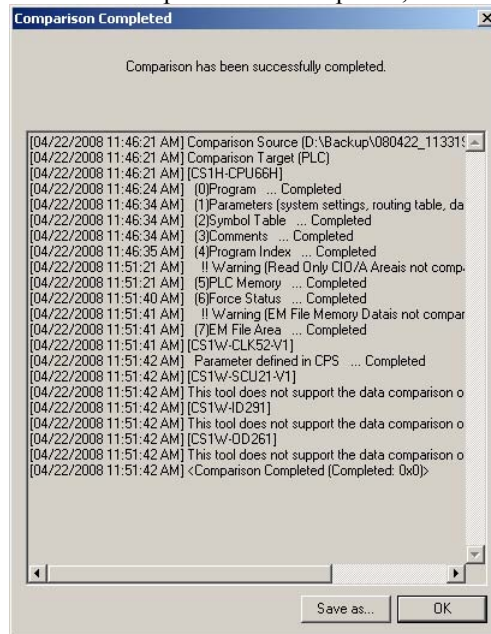 Comparison Completed
Comparison has been successfully completed.
[04/22/2008 11:46:21 AM] Comparison Source (D:\Backup\080422_11331
[04/22/2008 11:46:21 AM] Comparison Target (PLC)
[04/22/2008 11:46:21 AM] [CS1H-CPU66H]
[04/22/2008 11:46:24 AM] (0)Program ... Completed
[04/22/2008 11:46:34 AM] (1)Parameters (system settings, routing table, da
[04/22/2008 11:46:34 AM] (2)Symbol Table ... Completed
[04/22/2008 11:46:34 AM] (3)Comments ... Completed
[04/22/2008 11:46:35 AM] (4)Program Index ... Completed
[04/22/2008 11:51:21 AM] !! Warning (Read Only CIO/A Areais not comp
[04/22/2008 11:51:21 AM] (5)PLC Memory ... Completed
[04/22/2008 11:51:40 AM] (6)Force Status ... Completed
[04/22/2008 11:51:41 AM] !! Warning (EM File Memory Datais not compar
[04/22/2008 11:51:41 AM] (7)EM File Area ... Completed
[04/22/2008 11:51:41 AM] [CS1W-CLK52-V1]
[04/22/2008 11:51:42 AM] Parameter defined in CPS ... Completed
[04/22/2008 11:51:42 AM] [CS1W-SCU21-V1]
[04/22/2008 11:51:42 AM] This tool does not support the data comparison o
[04/22/2008 11:51:42 AM] [CS1W-ID291]
[04/22/2008 11:51:42 AM] This tool does not support the data comparison o
[04/22/2008 11:51:42 AM] [CS1W-OD261]
[04/22/2008 11:51:42 AM] This tool does not support the data comparison o
[04/22/2008 11:51:42 AM] <Comparison Completed (Completed: 0x0)>
Save as...
OK